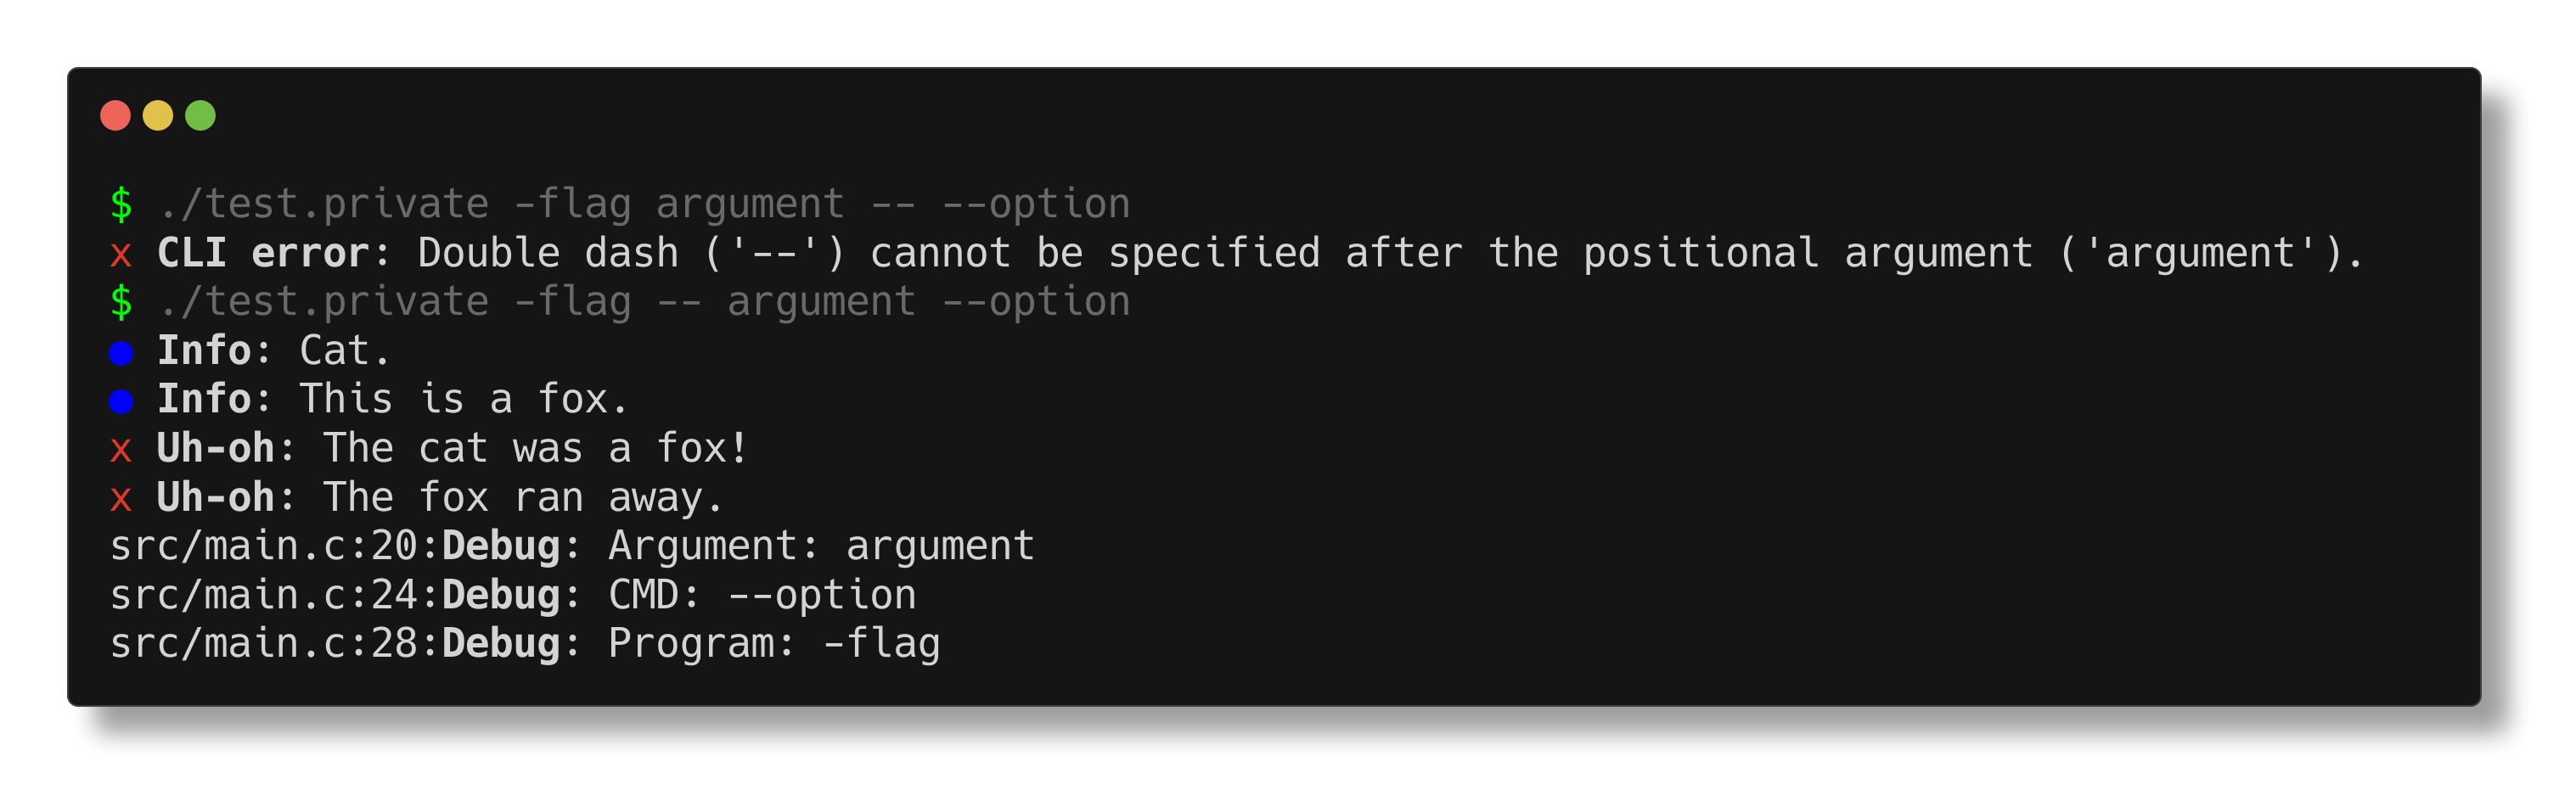 $ ./test.private -flag argument -- --option
x CLI error: Double dash ('--') cannot be specified after the positional argument ('argument').
$ ./test.private -flag -- argument --option
● Info: Cat.
● Info: This is a fox.
x Uh-oh: The cat was a fox!
x Uh-oh: The fox ran away.
src/main.c:20:Debug: Argument: argument
src/main.c:24:Debug: CMD: --option
src/main.c:28:Debug: Program: -flag